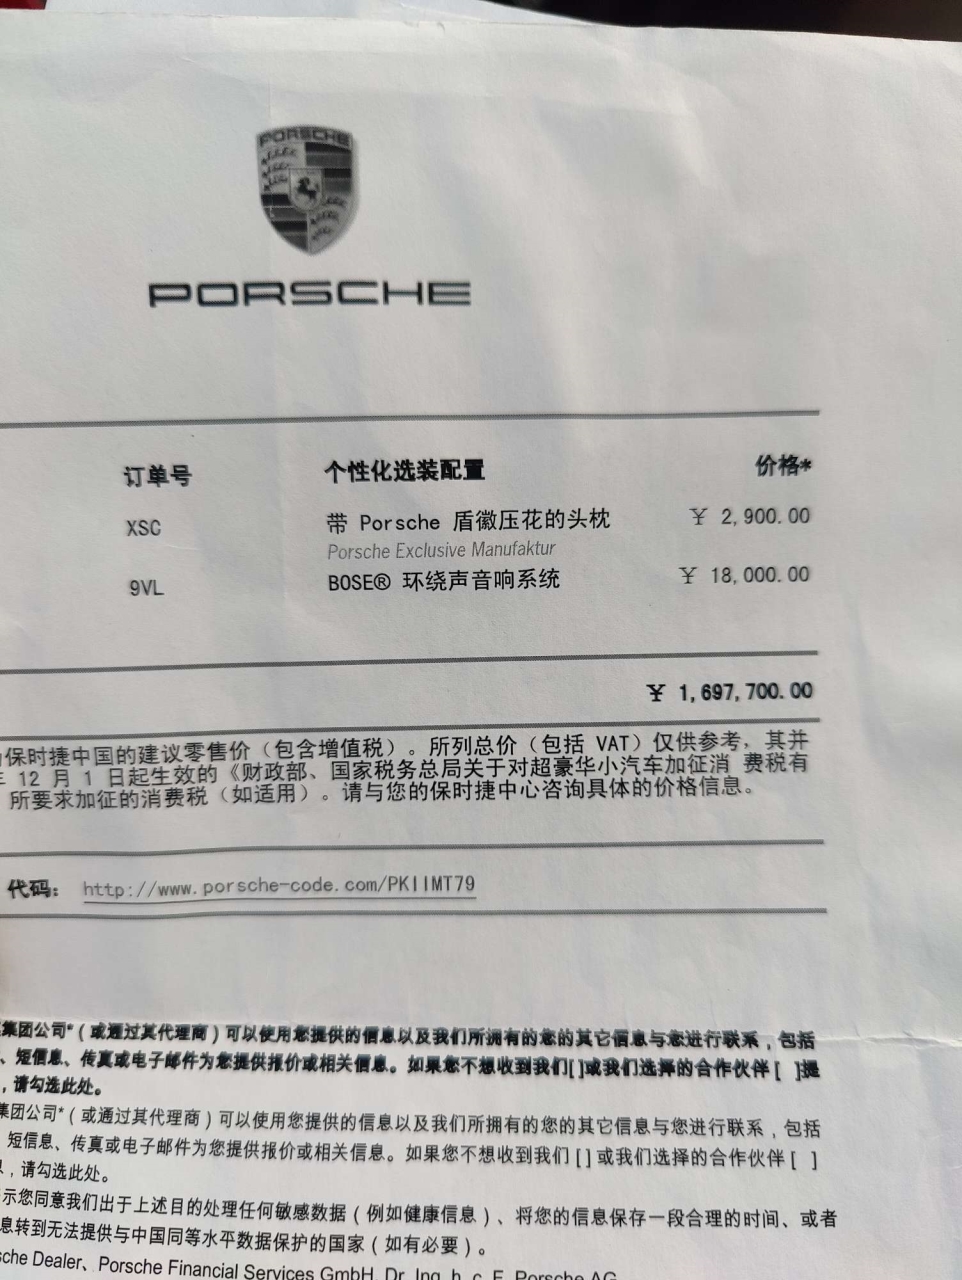 PORSCHE
PORSCHE
订单号 个性化选装配置 价格*
XSC 带 Porsche 盾徽压花的头枕 ¥ 2,900.00
Porsche Exclusive Manufaktur
9VL BOSE® 环绕声音响系统 ¥ 18,000.00
¥ 1,697,700.00
保时捷中国的建议零售价（包含增值税）。所列总价（包括 VAT）仅供参考，其并
12 月 1 日起生效的《财政部、国家税务总局关于对超豪华小汽车加征消 费税有
所要求加征的消费税（如适用）。请与您的保时捷中心咨询具体的价格信息。
代码： http://www.porsche-code.com/PKIIMT79
集团公司*（或通过其代理商）可以使用您提供的信息以及我们所拥有的您的其它信息与您进行联系，包括
、短信息、传真或电子邮件为您提供报价或相关信息。如果您不想收到我们[ ]或我们选择的合作伙伴 [ ]提
，请勾选此处。
集团公司*（或通过其代理商）可以使用您提供的信息以及我们所拥有的您的其它信息与您进行联系，包括
短信息、传真或电子邮件为您提供报价或相关信息。如果您不想收到我们 [ ] 或我们选择的合作伙伴 [ ]
，请勾选此处。
示您同意我们出于上述目的处理任何敏感数据（例如健康信息）、将您的信息保存一段合理的时间、或者
息转到无法提供与中国同等水平数据保护的国家（如有必要）。
sche Dealer、Porsche Financial Services GmbH, Dr. Ing. h. c. F. Porsche AG